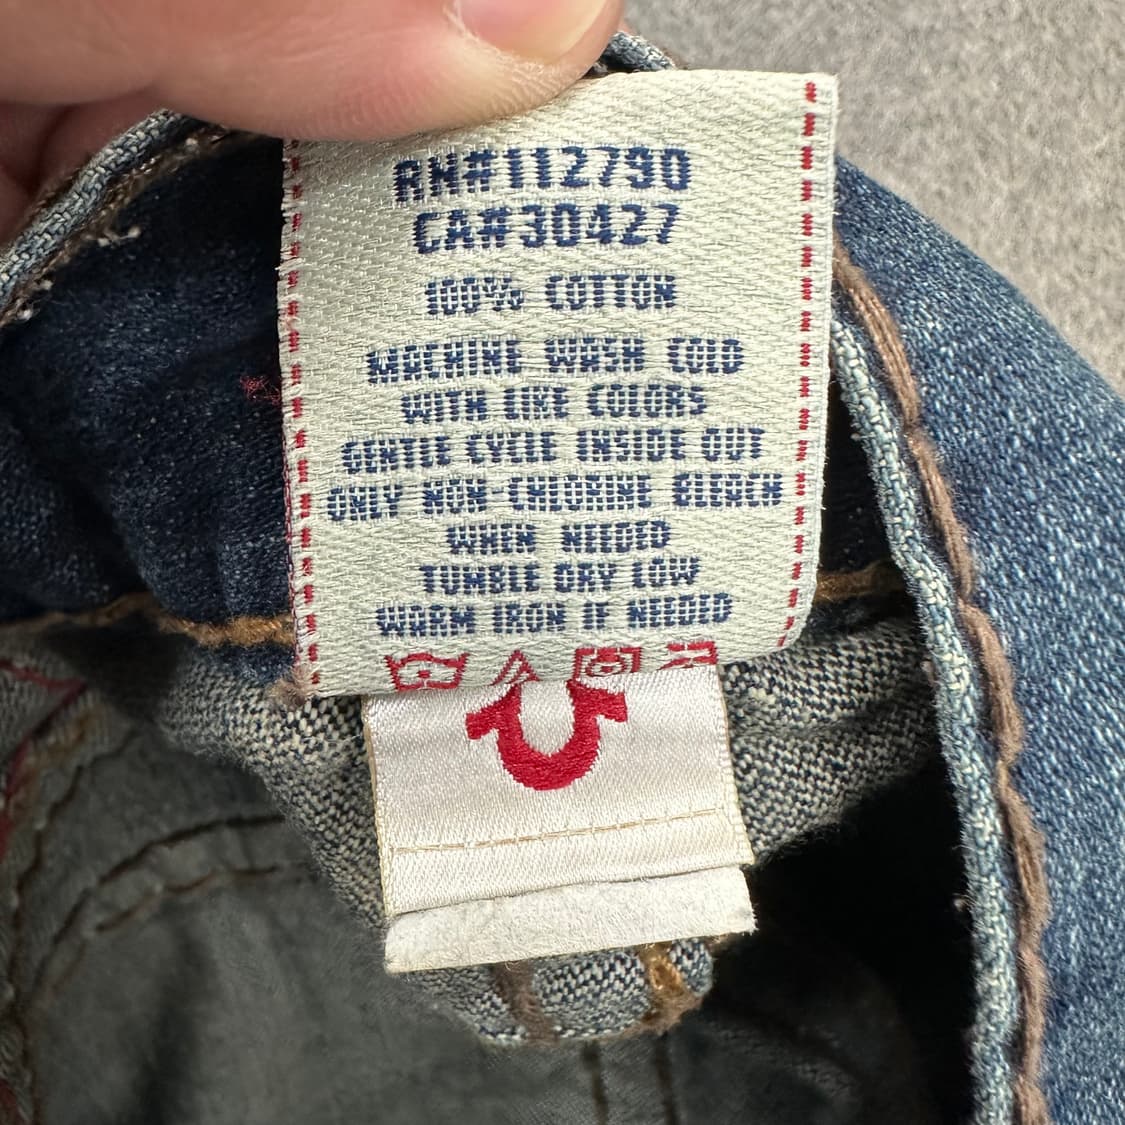 RN#112790
CA#30427
100% COTTON
MACHINE WASH COLD
WITH LIKE COLORS
GENTLE CYCLE INSIDE OUT
ONLY NON-CHLORINE BLEACH
WHEN NEEDED
TUMBLE DRY LOW
WARM IRON IF NEEDED